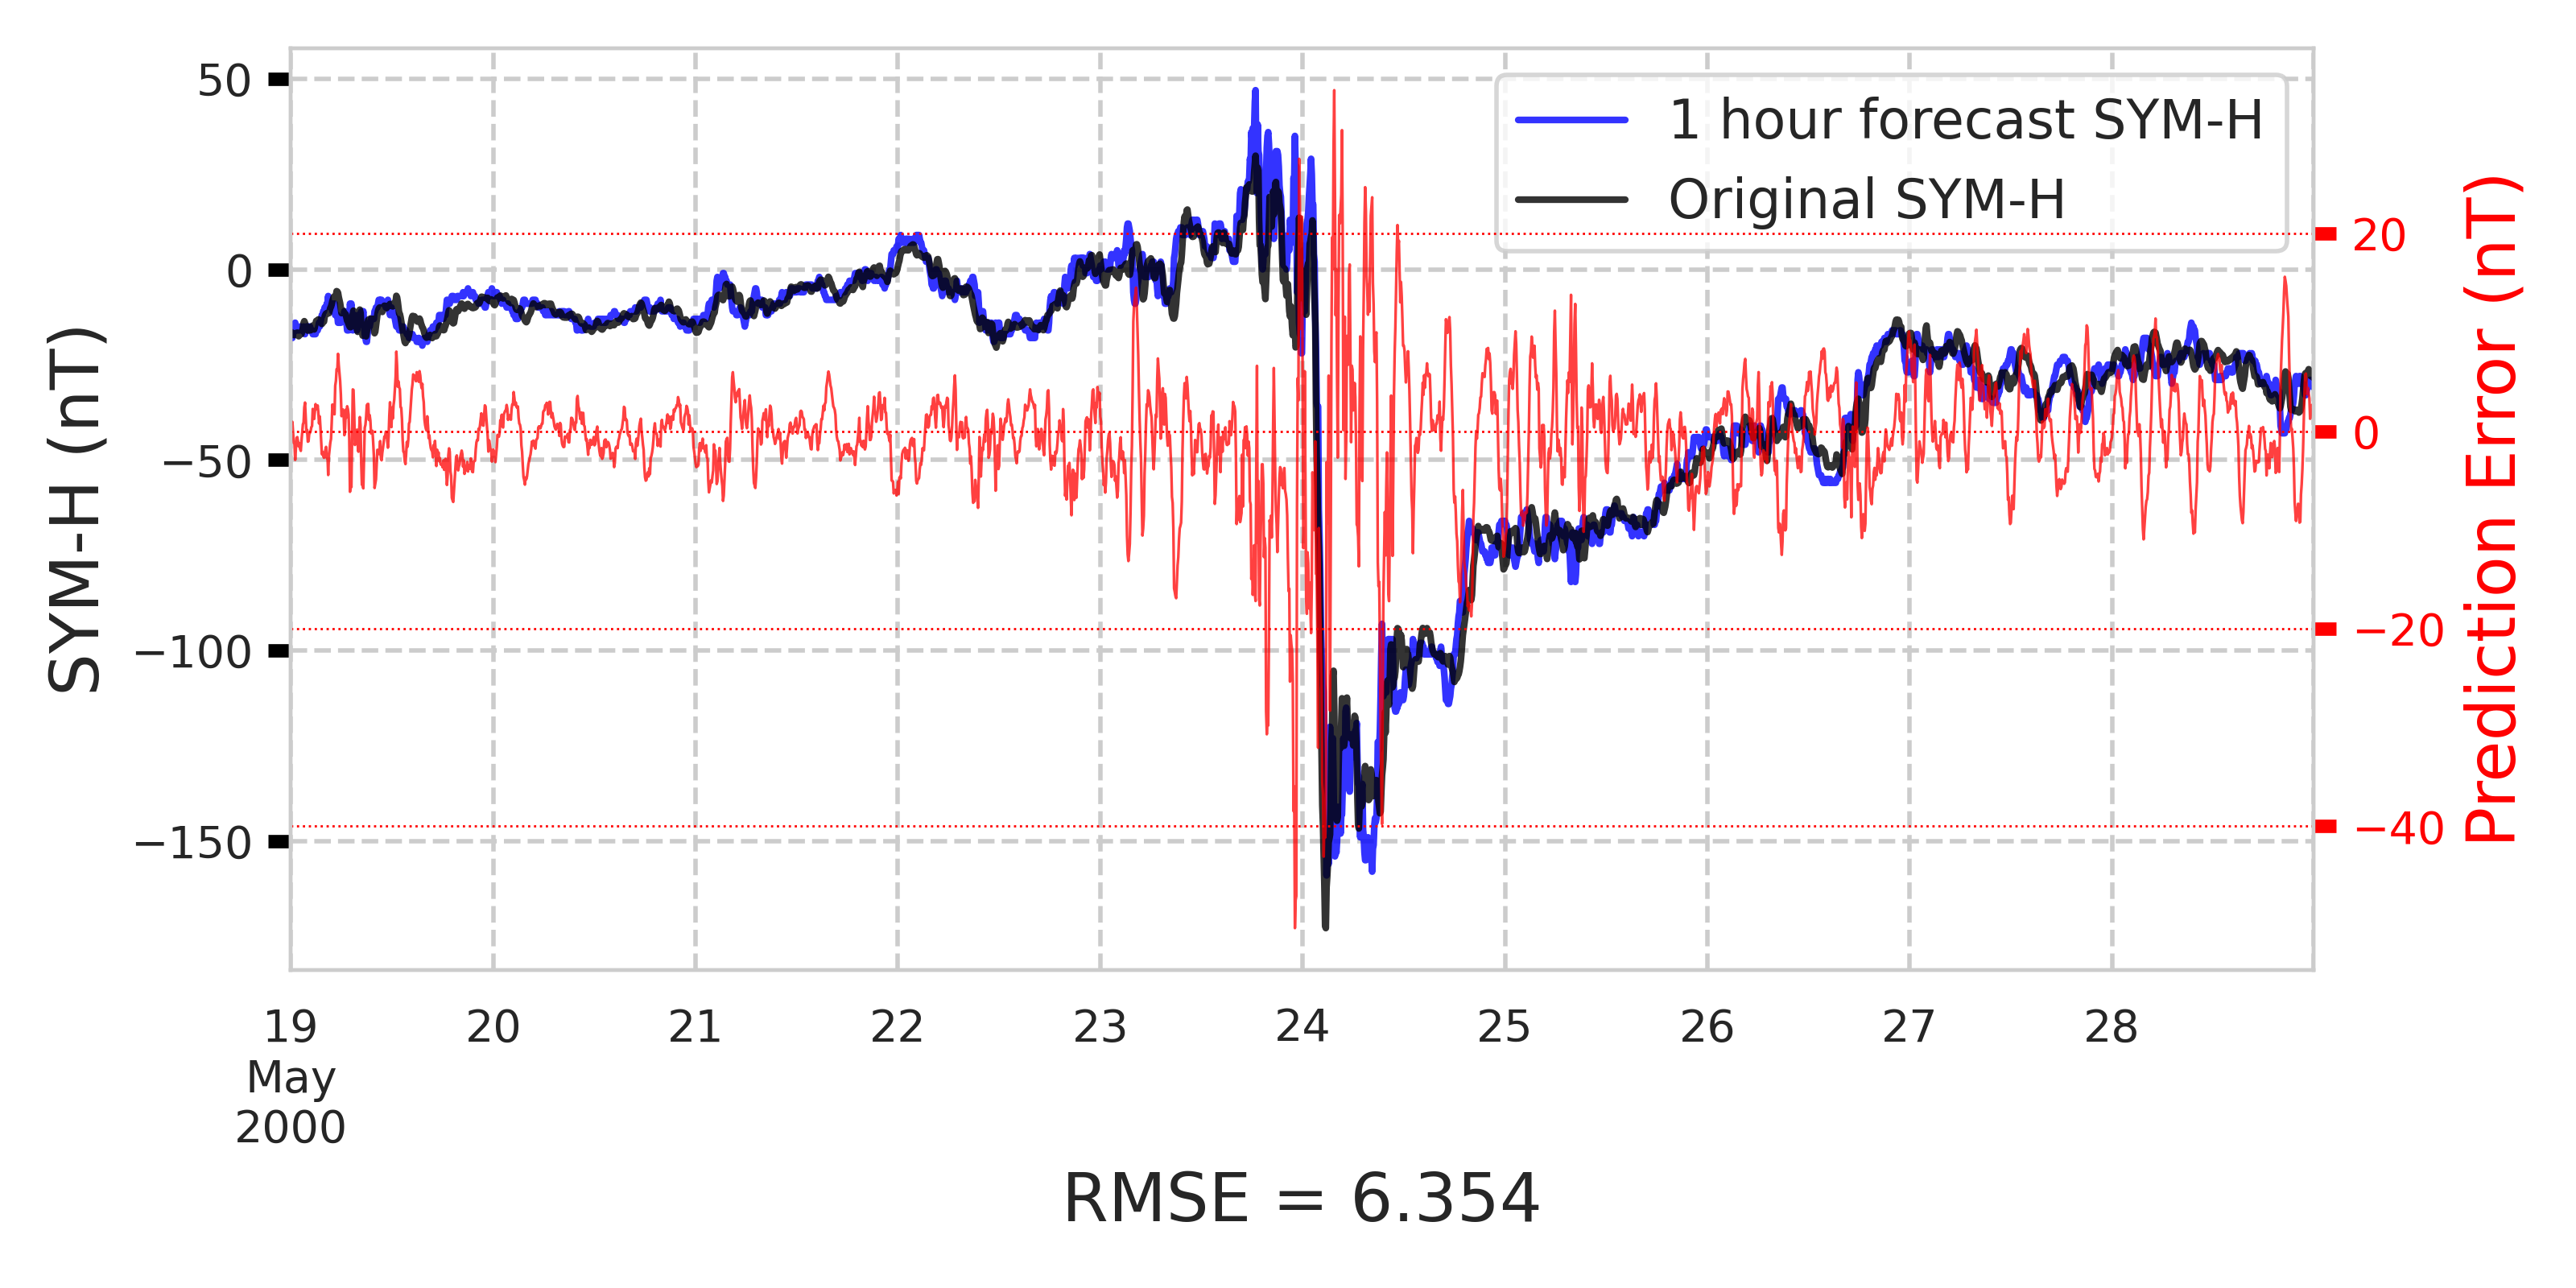 50
0
−50
−100
−150
SYM-H (nT)
1 hour forecast SYM-H
Original SYM-H
20
0
−20
−40
Prediction Error (nT)
19 20 21 22 23 24 25 26 27 28
May
2000
RMSE = 6.354